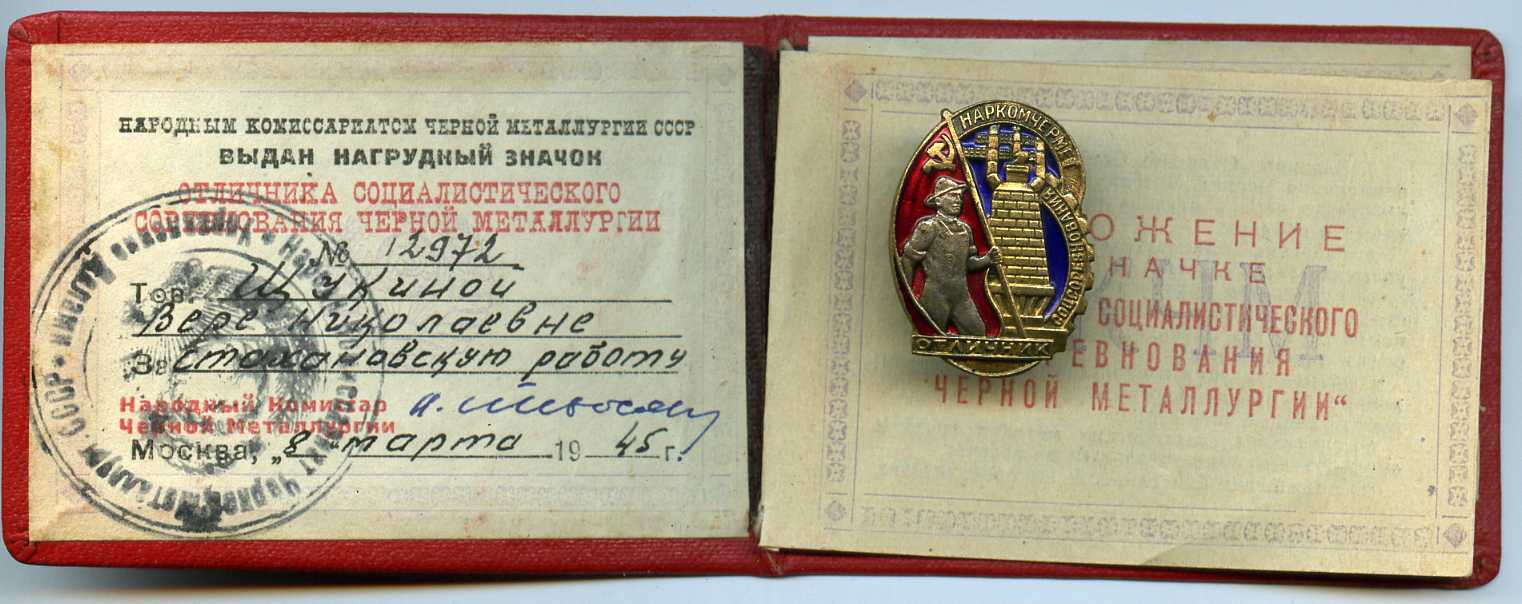 НАРОДНЫМ КОМИССАРИАТОМ ЧЕРНОЙ МЕТАЛЛУРГИИ СССР
ВЫДАН НАГРУДНЫЙ ЗНАЧОК
ОТЛИЧНИКА СОЦИАЛИСТИЧЕСКОГО
СОРЕВНОВАНИЯ ЧЕРНОЙ МЕТАЛЛУРГИИ
№ 12972
Тов. Щукиной
Вере Николаевне
За Стахановскую работу
Народный Комиссар
Черной Металлургии
Москва, „8" марта 1945 г.
НАРКОМЧЕРМЕТ
СОЦСОРЕВНОВАНИЕ
ОТЛИЧНИК
ОЖЕНИЕ
НАЧКЕ
СОЦИАЛИСТИЧЕСКОГО
ЕВНОВАНИЯ
ЧЕРНОЙ МЕТАЛЛУРГИИ"